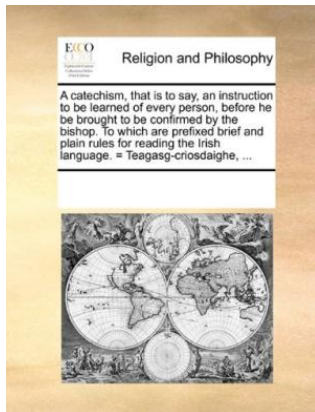 ECCO
Religion and Philosophy
A catechism, that is to say, an instruction
to be learned of every person, before he
be brought to be confirmed by the
bishop. To which are prefixed brief and
plain rules for reading the Irish
language. = Teagasg-criosdaighe, ...